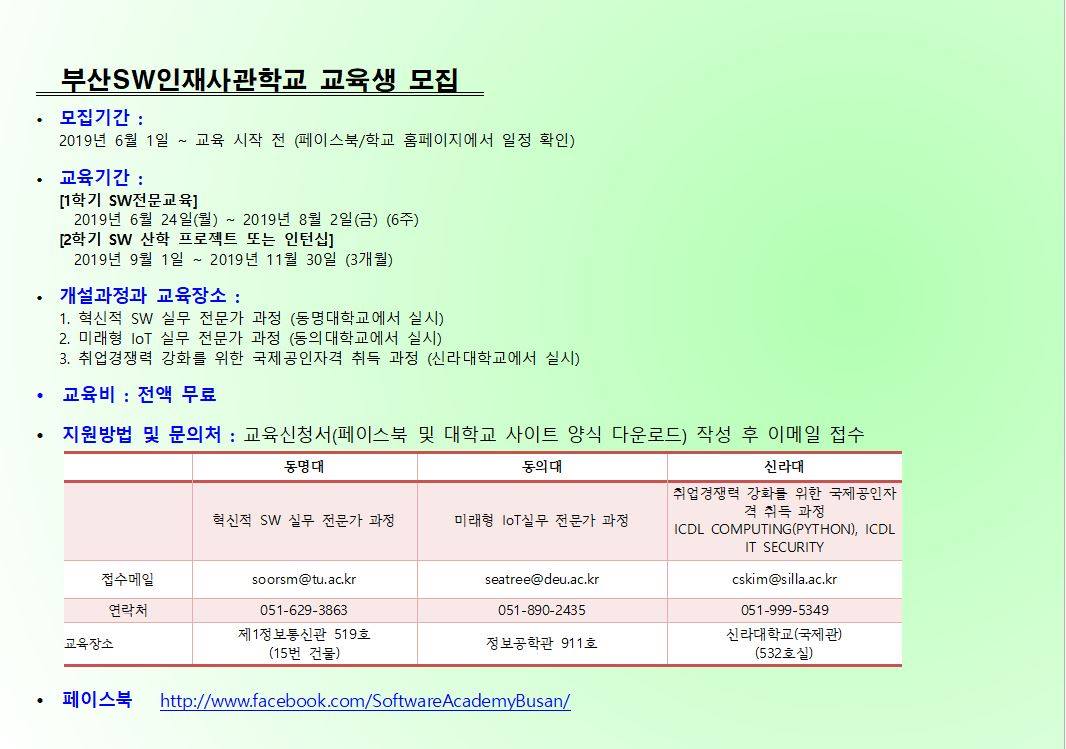 부산SW인재사관학교 교육생 모집
• 모집기간 :
2019년 6월 1일 ~ 교육 시작 전 (페이스북/학교 홈페이지에서 일정 확인)
• 교육기간 :
[1학기 SW전문교육]
2019년 6월 24일(월) ~ 2019년 8월 2일(금) (6주)
[2학기 SW 산학 프로젝트 또는 인턴십]
2019년 9월 1일 ~ 2019년 11월 30일 (3개월)
• 개설과정과 교육장소 :
1. 혁신적 SW 실무 전문가 과정 (동명대학교에서 실시)
2. 미래형 IoT 실무 전문가 과정 (동의대학교에서 실시)
3. 취업경쟁력 강화를 위한 국제공인자격 취득 과정 (신라대학교에서 실시)
• 교육비 : 전액 무료
• 지원방법 및 문의처 : 교육신청서(페이스북 및 대학교 사이트 양식 다운로드) 작성 후 이메일 접수
동명대 동의대 신라대
혁신적 SW 실무 전문가 과정 미래형 IoT실무 전문가 과정 취업경쟁력 강화를 위한 국제공인자
격 취득 과정
ICDL COMPUTING(PYTHON), ICDL
IT SECURITY
접수메일 soorsm@tu.ac.kr seatree@deu.ac.kr cskim@silla.ac.kr
연락처 051-629-3863 051-890-2435 051-999-5349
교육장소 제1정보통신관 519호 정보공학관 911호 신라대학교(국제관)
(15번 건물) (532호실)
• 페이스북 http://www.facebook.com/SoftwareAcademyBusan/